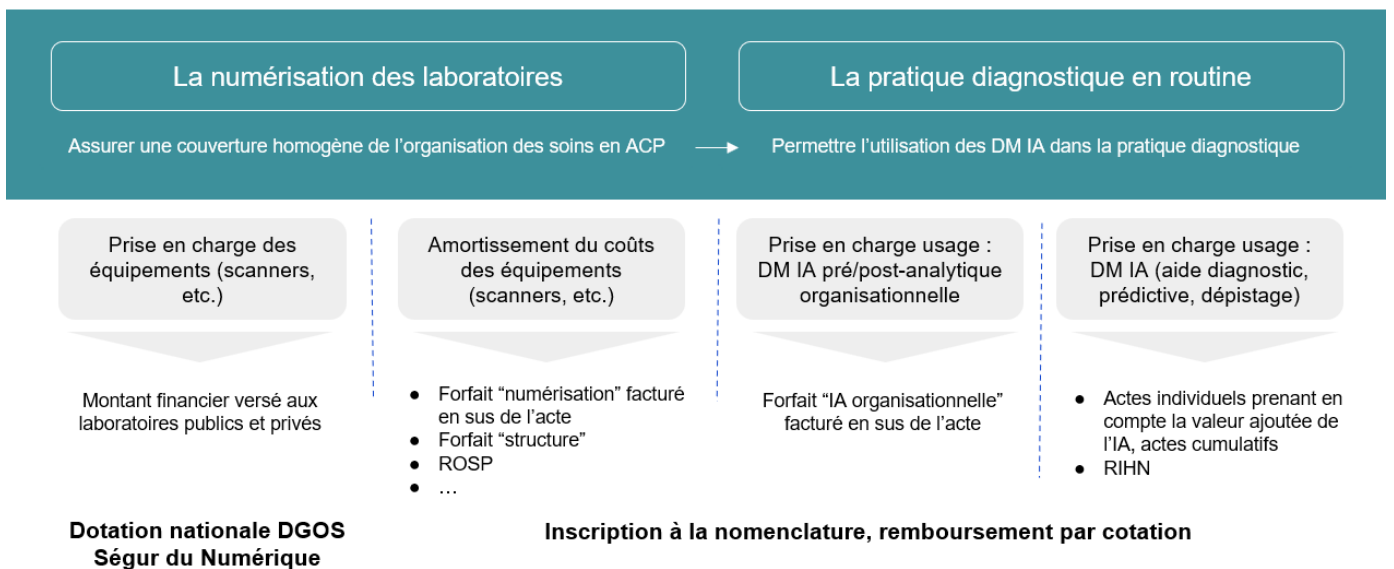 La numérisation des laboratoires
La pratique diagnostique en routine
Assurer une couverture homogène de l’organisation des soins en ACP
Permettre l’utilisation des DM IA dans la pratique diagnostique
Prise en charge des
équipements (scanners,
etc.)
Montant financier versé aux
laboratoires publics et privés
Amortissement du coûts
des équipements
(scanners, etc.)
● Forfait “numérisation” facturé
en sus de l’acte
● Forfait “structure”
● ROSP
● …
Prise en charge usage :
DM IA pré/post-analytique
organisationnelle
Forfait “IA organisationnelle”
facturé en sus de l’acte
Prise en charge usage :
DM IA (aide diagnostic,
prédictive, dépistage)
● Actes individuels prenant en
compte la valeur ajoutée de
l’IA, actes cumulatifs
● RIHN
Dotation nationale DGOS
Ségur du Numérique
Inscription à la nomenclature, remboursement par cotation